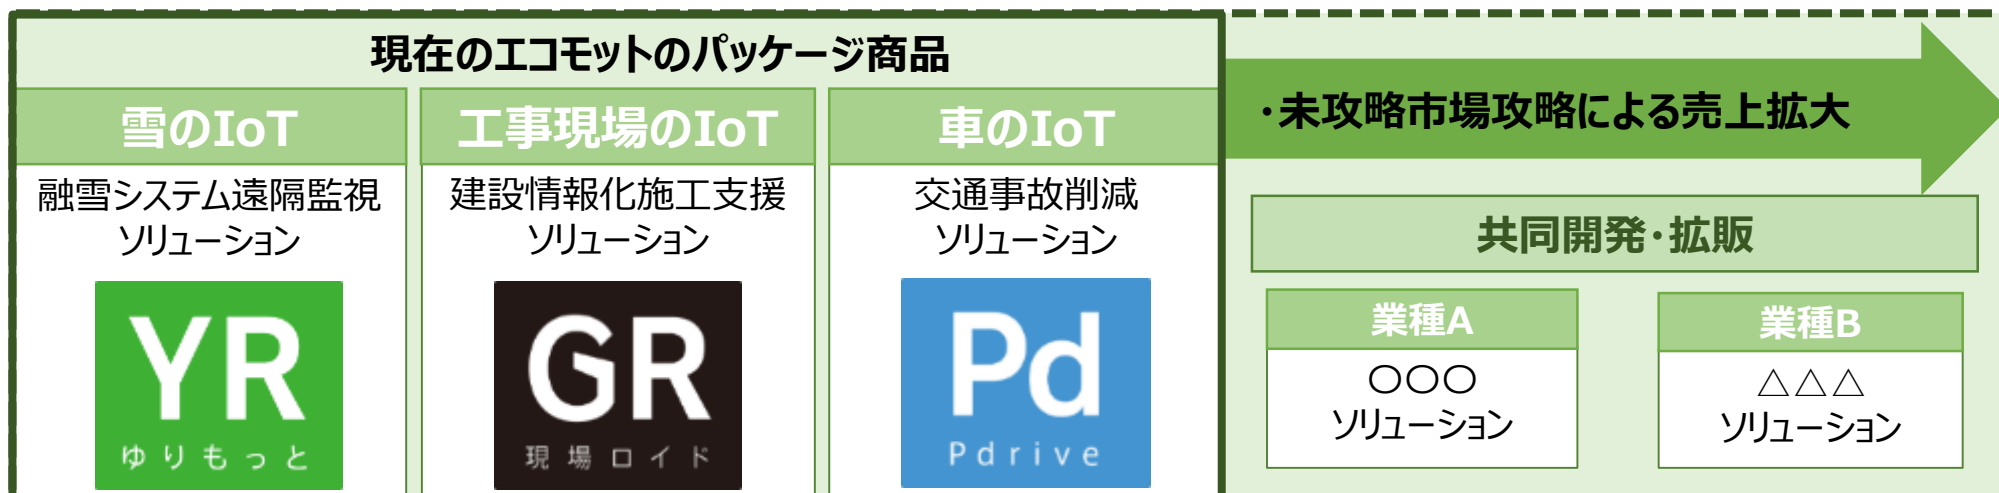 現在のエコモットのパッケージ商品
雪のIoT
融雪システム遠隔監視
ソリューション
YR
ゆりもっと
工事現場のIoT
建設情報化施工支援
ソリューション
GR
現場ロイド
車のIoT
交通事故削減
ソリューション
Pd
Pdrive
・未攻略市場攻略による売上拡大
共同開発・拡販
業種A
〇〇〇
ソリューション
業種B
△△△
ソリューション